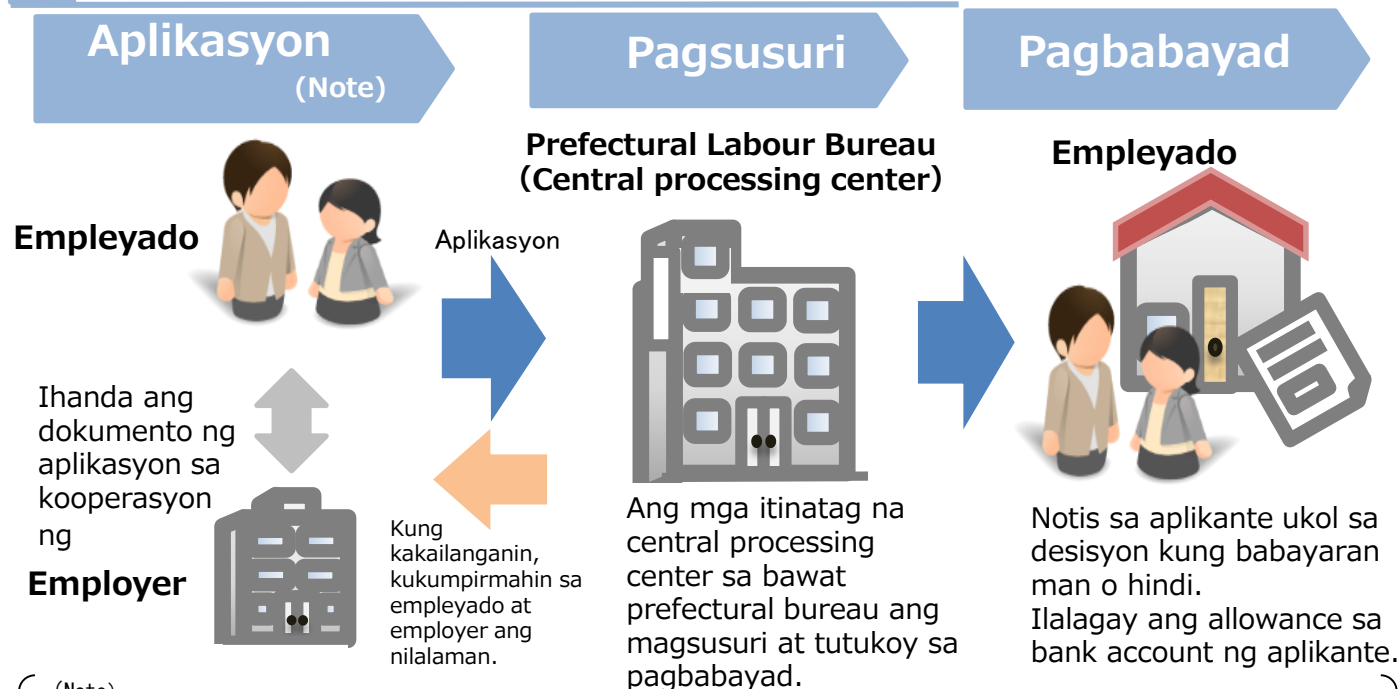 Aplikasyon
(Note)
Pagsusuri
Pagbabayad
Empleyado
Aplikasyon
Ihanda ang
dokumento ng
aplikasyon sa
kooperasyon
ng
Employer
Kung
kakailanganin,
kukumpirmahin sa
empleyado at
employer ang
nilalaman.
Prefectural Labour Bureau
(Central processing center)
Ang mga itinatag na
central processing
center sa bawat
prefectural bureau ang
magsusuri at tutukoy sa
pagbabayad.
Empleyado
Notis sa aplikante ukol sa
desisyon kung babayaran
man o hindi.
Ilalagay ang allowance sa
bank account ng aplikante.
(Note)